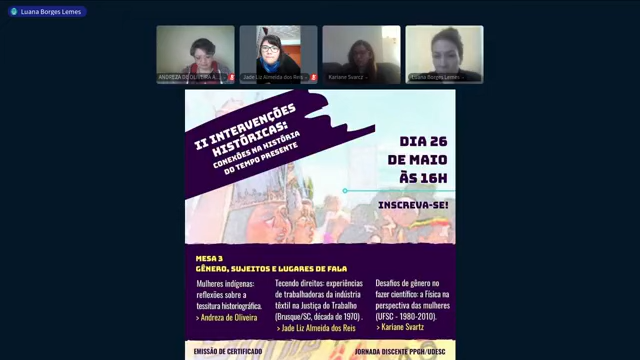 Luana Borges Lemes
ANDREZA DE OLIVEIRA A...
Jade Liz Almeida dos Reis
Kariane Svartz
Luana Borges Lemes
II INTERVENÇÕES
HISTÓRICAS:
CONEXÕES NA HISTÓRIA
DO TEMPO PRESENTE
DIA 26
DE MAIO
ÀS 16H
INSCREVA-SE!
MESA 3
GÊNERO, SUJEITOS E LUGARES DE FALA
Mulheres indígenas:
reflexões sobre a
tessitura historiográfica.
> Andreza de Oliveira
Tecendo direitos: experiências
de trabalhadoras da indústria
têxtil na Justiça do Trabalho
(Brusque/SC, década de 1970) .
> Jade Liz Almeida dos Reis
Desafios de gênero no
fazer científico: a Física na
perspectiva das mulheres
(UFSC - 1980-2010).
> Kariane Svartz
EMISSÃO DE CERTIFICADO
JORNADA DISCENTE PPGH/UDESC